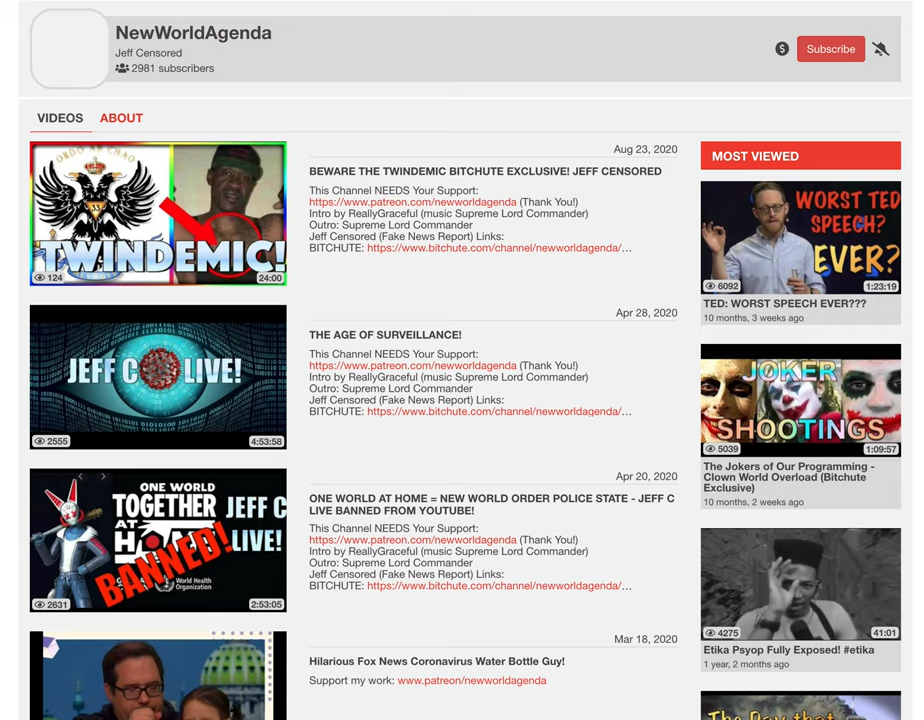 NewWorldAgenda
Jeff Censored
2981 subscribers
Subscribe
VIDEOS
ABOUT
ORDO AB CHAO
TWINDEMIC!
124
24:00
Aug 23, 2020
BEWARE THE TWINDEMIC BITCHUTE EXCLUSIVE! JEFF CENSORED
This Channel NEEDS Your Support:
https://www.patreon.com/newworldagenda (Thank You!)
Intro by ReallyGraceful (music Supreme Lord Commander)
Outro: Supreme Lord Commander
Jeff Censored (Fake News Report) Links:
BITCHUTE: https://www.bitchute.com/channel/newworldagenda/…
JEFF C LIVE!
2555
4:53:58
Apr 28, 2020
THE AGE OF SURVEILLANCE!
This Channel NEEDS Your Support:
https://www.patreon.com/newworldagenda (Thank You!)
Intro by ReallyGraceful (music Supreme Lord Commander)
Outro: Supreme Lord Commander
Jeff Censored (Fake News Report) Links:
BITCHUTE: https://www.bitchute.com/channel/newworldagenda/…
ONE WORLD
TOGETHER
AT
JEFF C
LIVE!
BANNED!
World Health
Organization
2631
2:53:05
Apr 20, 2020
ONE WORLD AT HOME = NEW WORLD ORDER POLICE STATE - JEFF C
LIVE BANNED FROM YOUTUBE!
This Channel NEEDS Your Support:
https://www.patreon.com/newworldagenda (Thank You!)
Intro by ReallyGraceful (music Supreme Lord Commander)
Outro: Supreme Lord Commander
Jeff Censored (Fake News Report) Links:
BITCHUTE: https://www.bitchute.com/channel/newworldagenda/…
Mar 18, 2020
Hilarious Fox News Coronavirus Water Bottle Guy!
Support my work: www.patreon/newworldagenda
MOST VIEWED
WORST TED
SPEECH?
EVER?
6092
1:23:19
TED: WORST SPEECH EVER???
10 months, 3 weeks ago
JOKER
SHOOTINGS
5039
1:09:57
The Jokers of Our Programming -
Clown World Overload (Bitchute
Exclusive)
10 months, 2 weeks ago
4275
41:01
Etika Psyop Fully Exposed! #etika
1 year, 2 months ago
The Day that